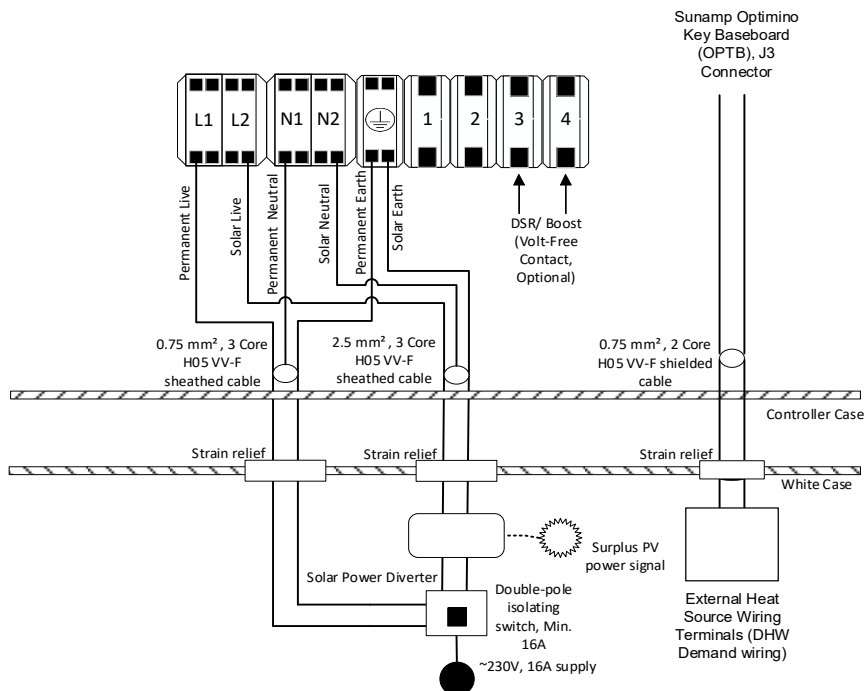 Sunamp Optimino
Key Baseboard
(OPTB), J3
Connector
L1
L2
N1
N2
1
2
3
4
Permanent Live
Solar Live
Permanent Neutral
Solar Neutral
Permanent Earth
Solar Earth
DSR/ Boost
(Volt-Free
Contact,
Optional)
0.75 mm², 3 Core
H05 VV-F
sheathed cable
2.5 mm², 3 Core
H05 VV-F
sheathed cable
0.75 mm², 2 Core
H05 VV-F shielded
cable
Controller Case
Strain relief
Strain relief
Strain relief
White Case
Surplus PV
power signal
Solar Power Diverter
Double-pole
isolating
switch, Min.
16A
~230V, 16A supply
External Heat
Source Wiring
Terminals (DHW
Demand wiring)